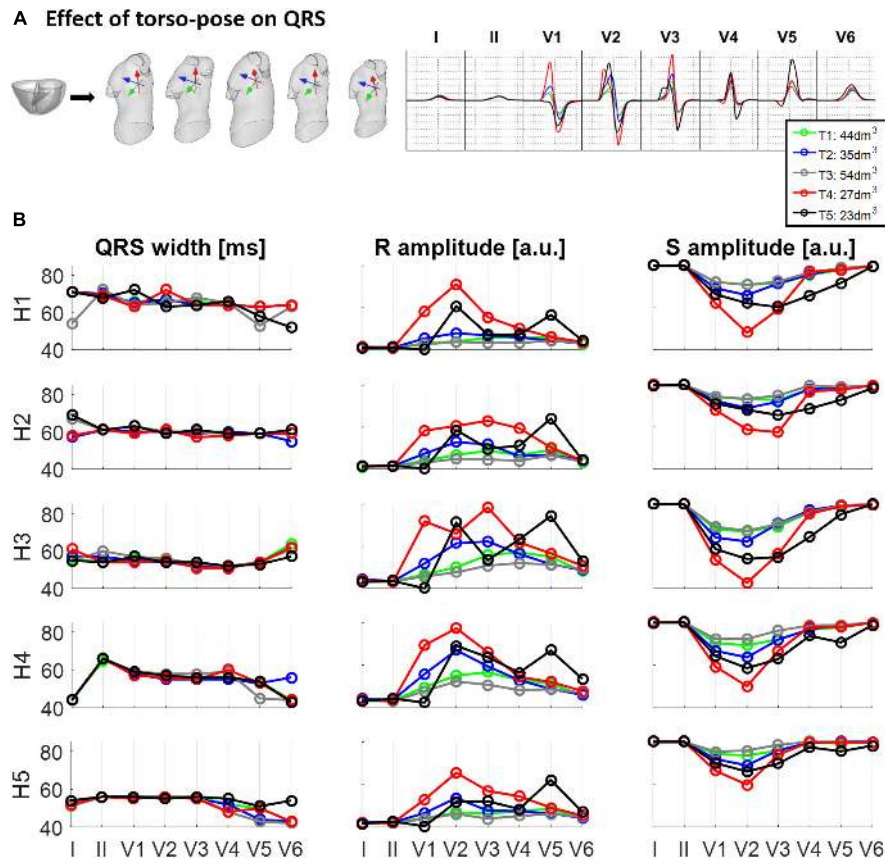 A Effect of torso-pose on QRS
I II V1 V2 V3 V4 V5 V6
T1: 44dm³
T2: 35dm³
T3: 54dm³
T4: 27dm³
T5: 23dm³
B
QRS width [ms] R amplitude [a.u.] S amplitude [a.u.]
H1 80 60 40
H2 80 60 40
H3 80 60 40
H4 80 60 40
H5 80 60 40
I II V1 V2 V3 V4 V5 V6 I II V1 V2 V3 V4 V5 V6 I II V1 V2 V3 V4 V5 V6